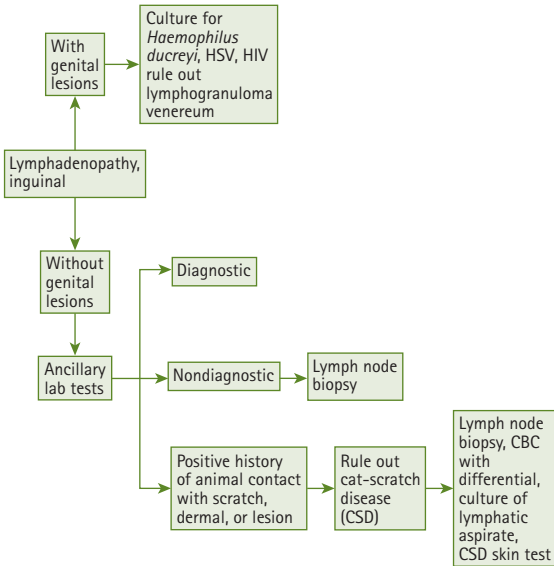 With
genital
lesions
Culture for
Haemophilus
ducreyi, HSV, HIV
rule out
lymphogranuloma
venereum
Lymphadenopathy,
inguinal
Without
genital
lesions
Diagnostic
Ancillary
lab tests
Nondiagnostic
Lymph node
biopsy
Positive history
of animal contact
with scratch,
dermal, or lesion
Rule out
cat-scratch
disease
(CSD)
Lymph node
biopsy, CBC
with
differential,
culture of
lymphatic
aspirate,
CSD skin test